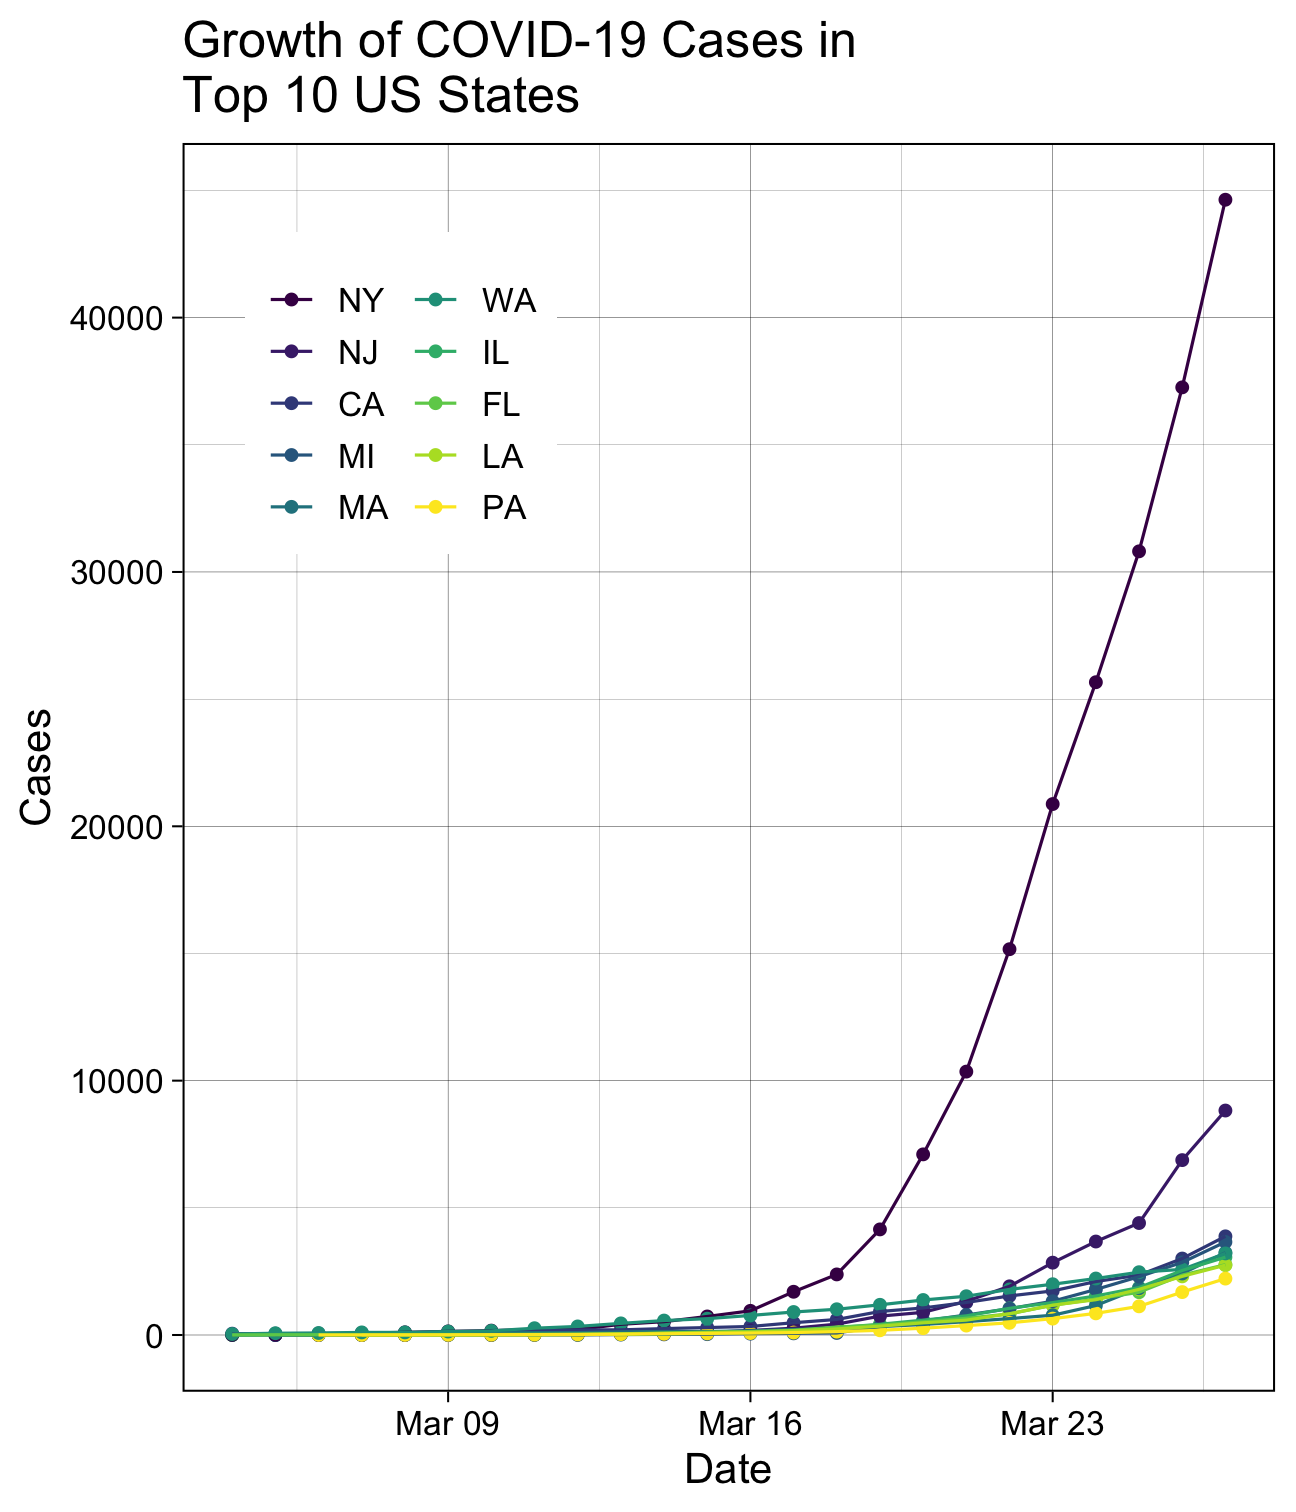 Growth of COVID-19 Cases in
Top 10 US States
NY
NJ
CA
MI
MA
WA
IL
FL
LA
PA
Cases
40000
30000
20000
10000
0
Mar 09
Mar 16
Mar 23
Date